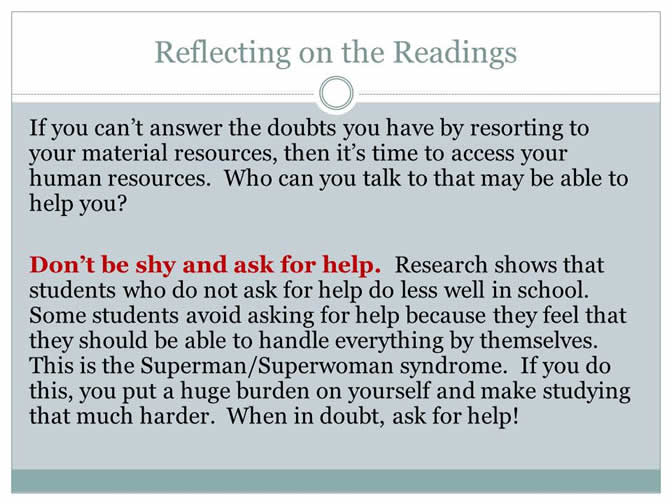 Reflecting on the Readings
If you can’t answer the doubts you have by resorting to
your material resources, then it’s time to access your
human resources.  Who can you talk to that may be able to
help you?
Don’t be shy and ask for help.  Research shows that
students who do not ask for help do less well in school.
Some students avoid asking for help because they feel that
they should be able to handle everything by themselves.
This is the Superman/Superwoman syndrome.  If you do
this, you put a huge burden on yourself and make studying
that much harder.  When in doubt, ask for help!